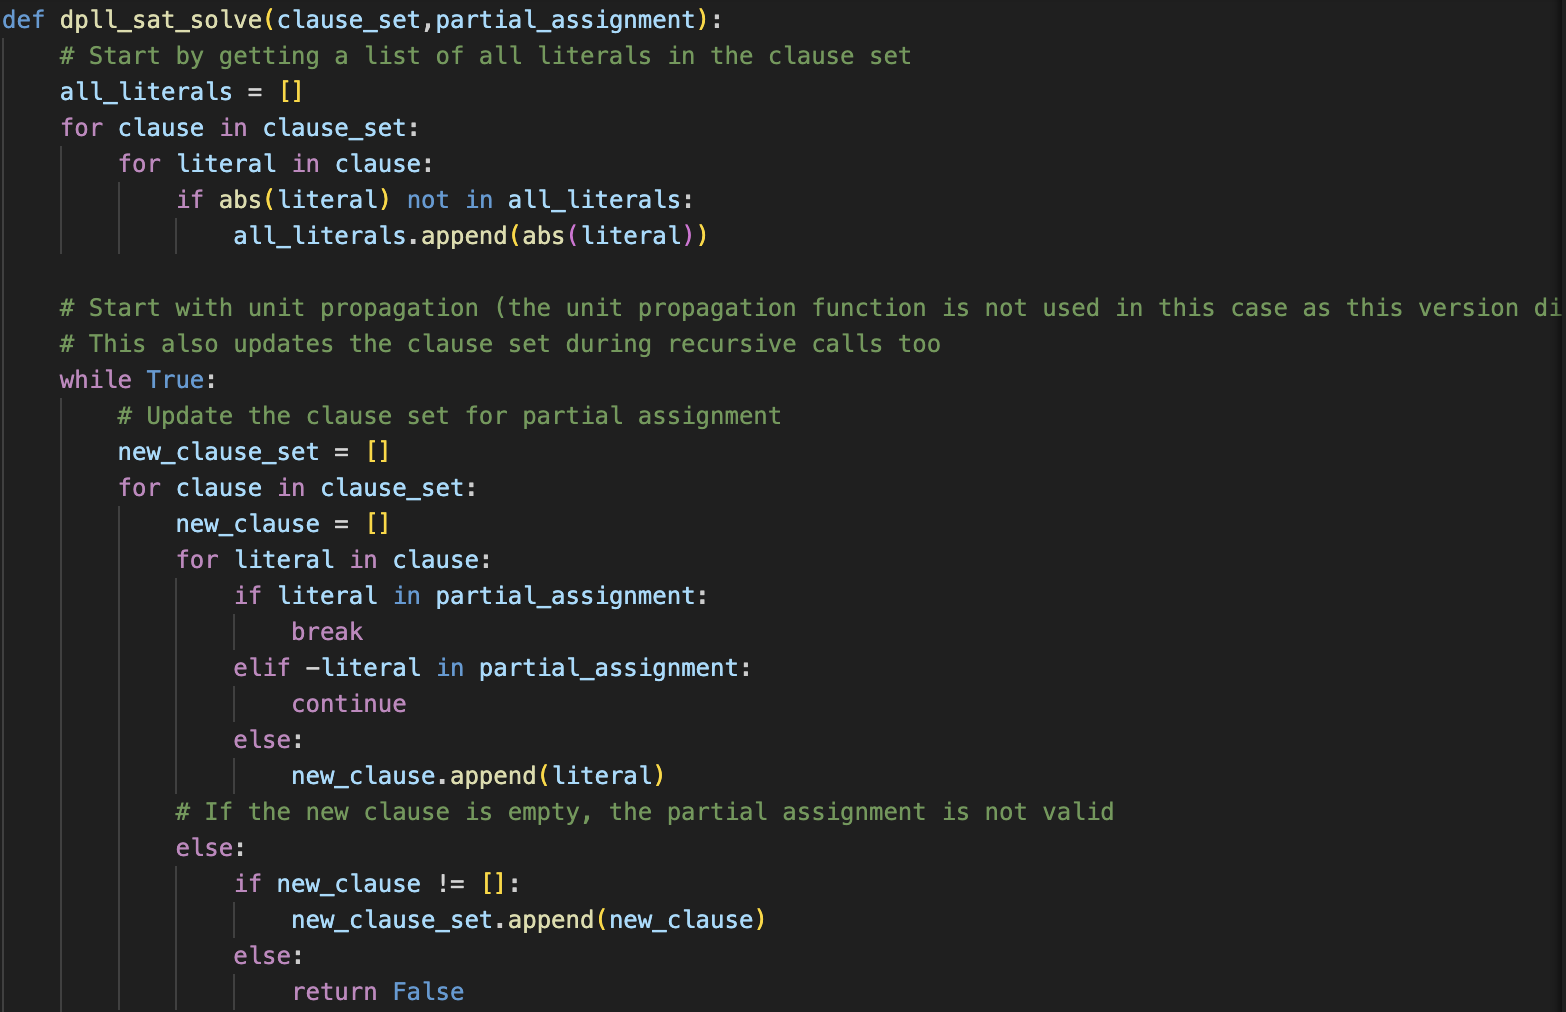 def dpll_sat_solve(clause_set,partial_assignment):
    # Start by getting a list of all literals in the clause set
    all_literals = []
    for clause in clause_set:
        for literal in clause:
            if abs(literal) not in all_literals:
                all_literals.append(abs(literal))

    # Start with unit propagation (the unit propagation function is not used in this case as this version di
    # This also updates the clause set during recursive calls too
    while True:
        # Update the clause set for partial assignment
        new_clause_set = []
        for clause in clause_set:
            new_clause = []
            for literal in clause:
                if literal in partial_assignment:
                    break
                elif -literal in partial_assignment:
                    continue
                else:
                    new_clause.append(literal)
            # If the new clause is empty, the partial assignment is not valid
            else:
                if new_clause != []:
                    new_clause_set.append(new_clause)
                else:
                    return False